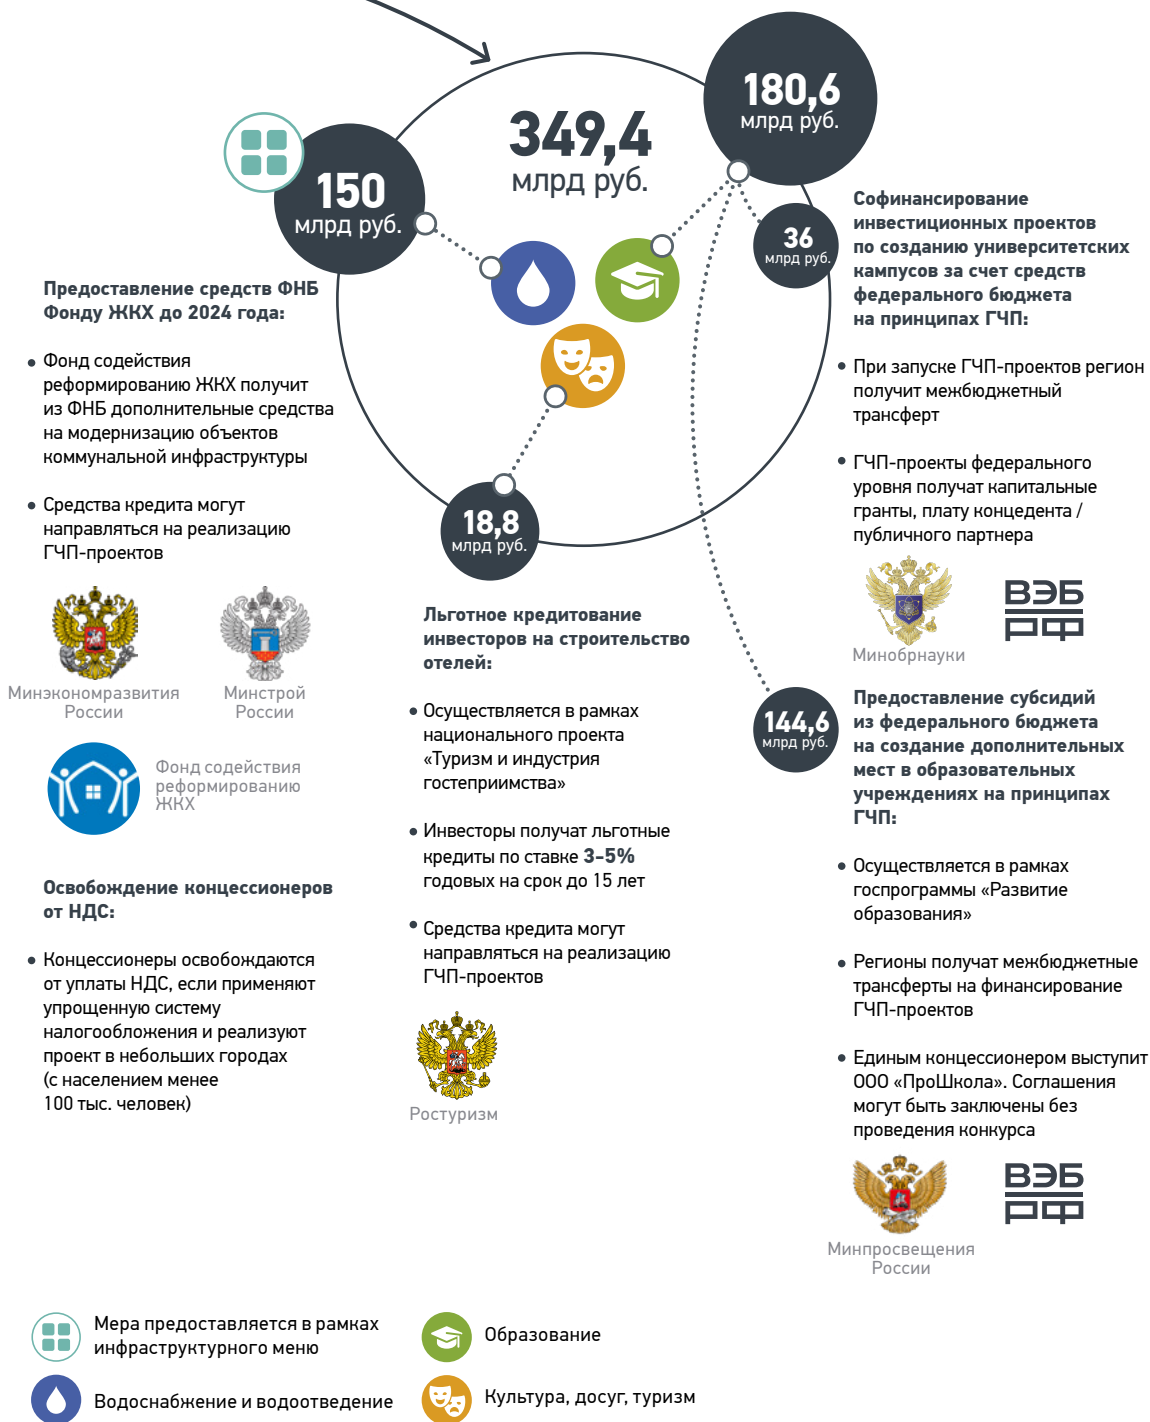 349,4
млрд руб.
180,6
млрд руб.
150
млрд руб.
36
млрд руб.
18,8
млрд руб.
144,6
млрд руб.
Предоставление средств ФНБ
Фонду ЖКХ до 2024 года:
Фонд содействия
реформированию ЖКХ получит
из ФНБ дополнительные средства
на модернизацию объектов
коммунальной инфраструктуры
Средства кредита могут
направляться на реализацию
ГЧП-проектов
Минэкономразвития
России
Минстрой
России
Фонд содействия
реформированию
ЖКХ
Освобождение концессионеров
от НДС:
Концессионеры освобождаются
от уплаты НДС, если применяют
упрощенную систему
налогообложения и реализуют
проект в небольших городах
(с населением менее
100 тыс. человек)
Льготное кредитование
инвесторов на строительство
отелей:
Осуществляется в рамках
национального проекта
«Туризм и индустрия
гостеприимства»
Инвесторы получат льготные
кредиты по ставке 3-5%
годовых на срок до 15 лет
Средства кредита могут
направляться на реализацию
ГЧП-проектов
Ростуризм
Софинансирование
инвестиционных проектов
по созданию университетских
кампусов за счет средств
федерального бюджета
на принципах ГЧП:
При запуске ГЧП-проектов регион
получит межбюджетный
трансферт
ГЧП-проекты федерального
уровня получат капитальные
гранты, плату концедента /
публичного партнера
Минобрнауки
ВЭБ
РФ
Предоставление субсидий
из федерального бюджета
на создание дополнительных
мест в образовательных
учреждениях на принципах
ГЧП:
Осуществляется в рамках
госпрограммы «Развитие
образования»
Регионы получат межбюджетные
трансферты на финансирование
ГЧП-проектов
Единым концессионером выступит
ООО «ПроШкола». Соглашения
могут быть заключены без
проведения конкурса
Минпросвещения
России
ВЭБ
РФ
Мера предоставляется в рамках
инфраструктурного меню
Водоснабжение и водоотведение
Образование
Культура, досуг, туризм